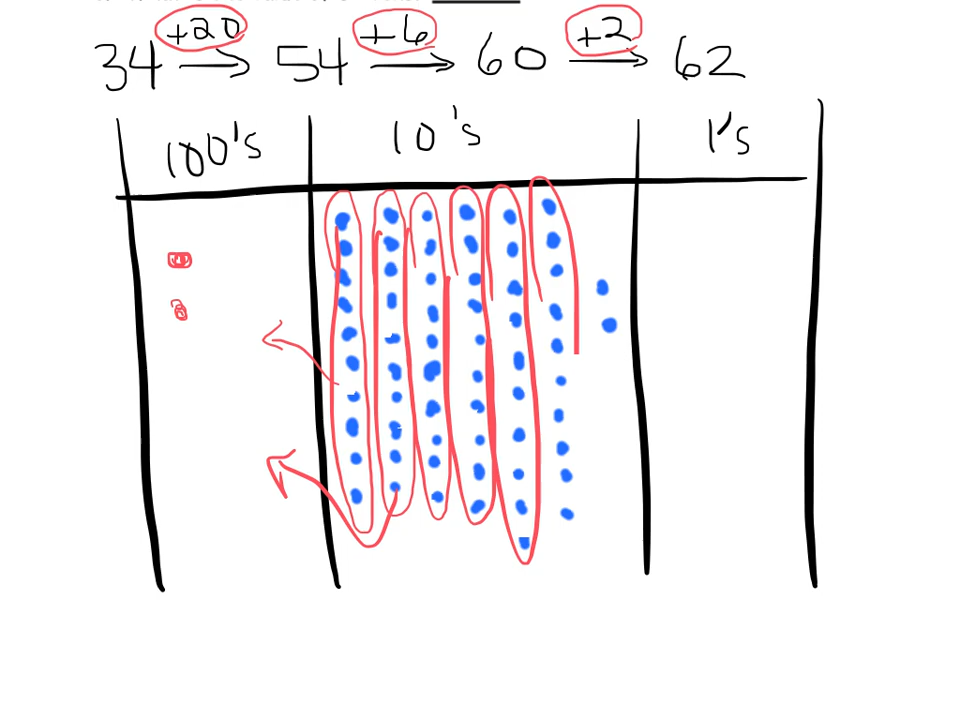 +20 +6 +2
34 → 54 → 60 → 62
100's 10's 1's